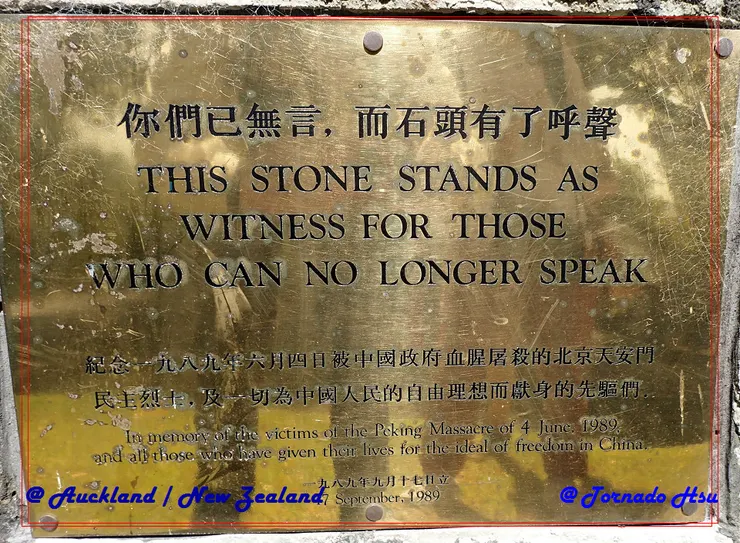 你們已無言，而石頭有了呼聲
THIS STONE STANDS AS
WITNESS FOR THOSE
WHO CAN NO LONGER SPEAK
紀念一九八九年六月四日被中國政府血腥屠殺的北京天安門
民主烈士，及一切為中國人民的自由理想而獻身的先驅們．
In memory of the victims of the Peking Massacre of 4 June, 1989,
and all those who have given their lives for the ideal of freedom in China.
一九八九年九月十七日立
17 September, 1989
@ Auckland / New Zealand
@ Tornado Hsu